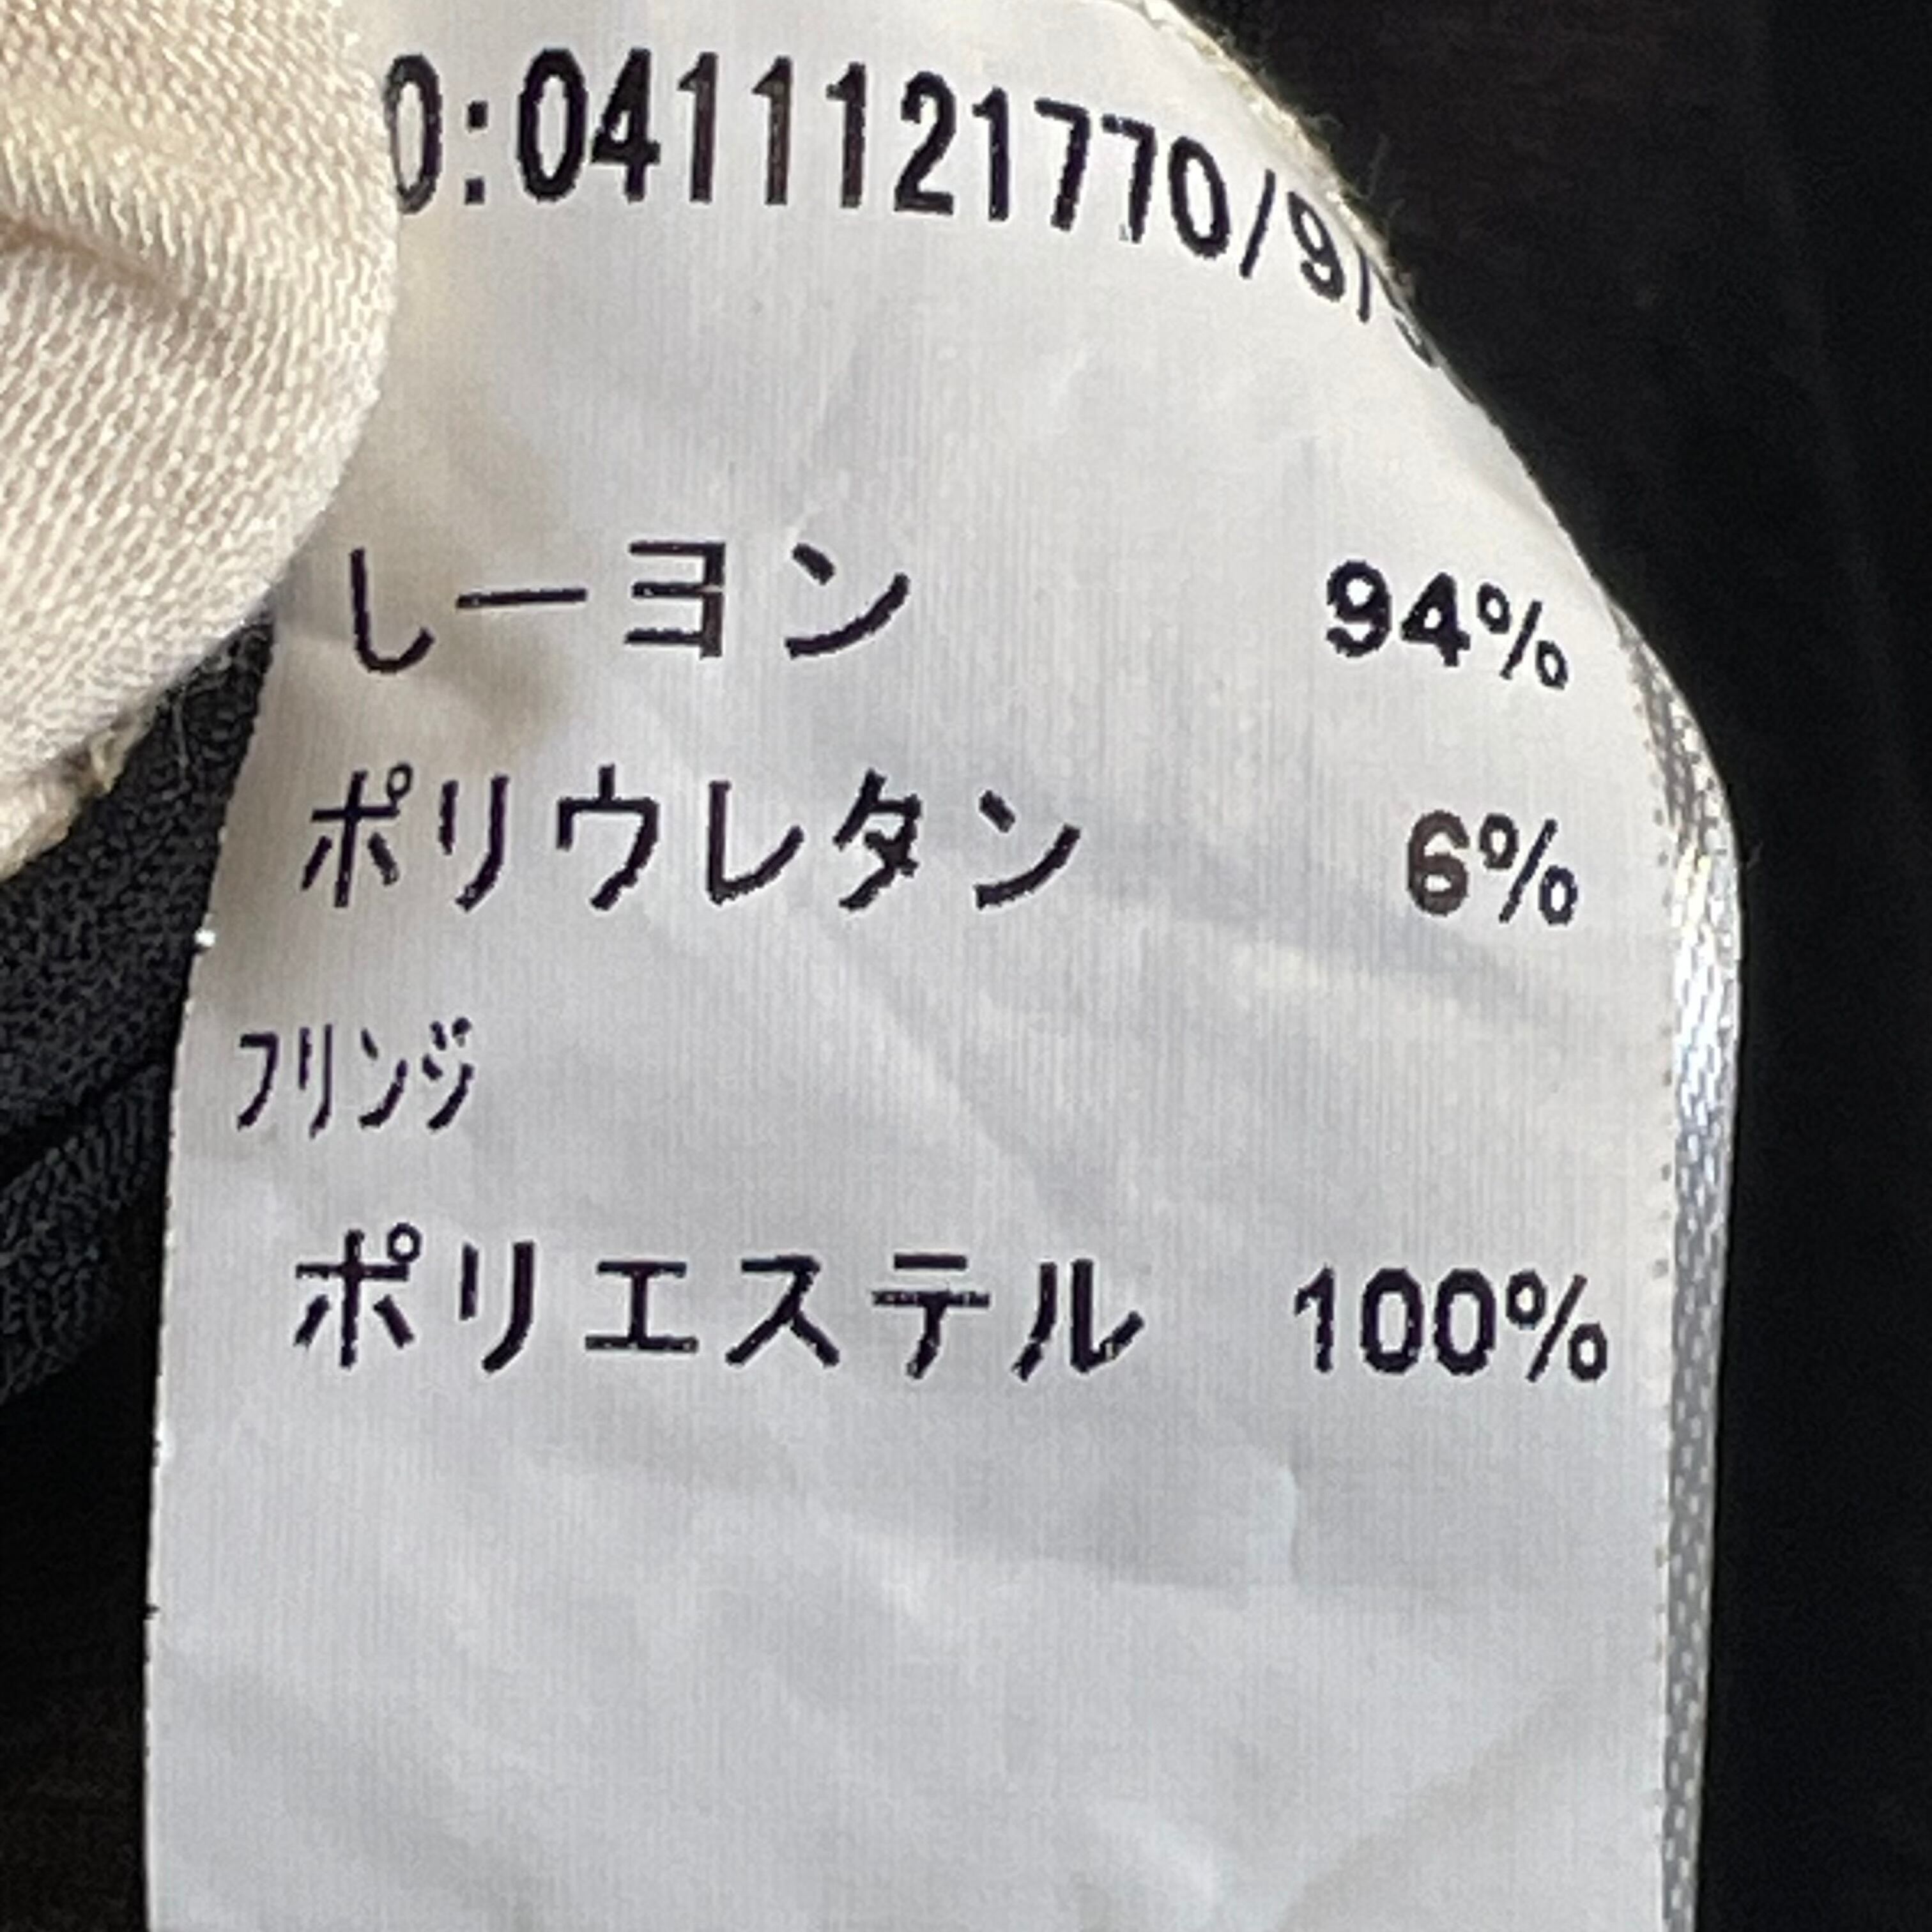 0:0411121770/9/
レーヨン 94%
ポリウレタン 6%
フリンジ
ポリエステル 100%